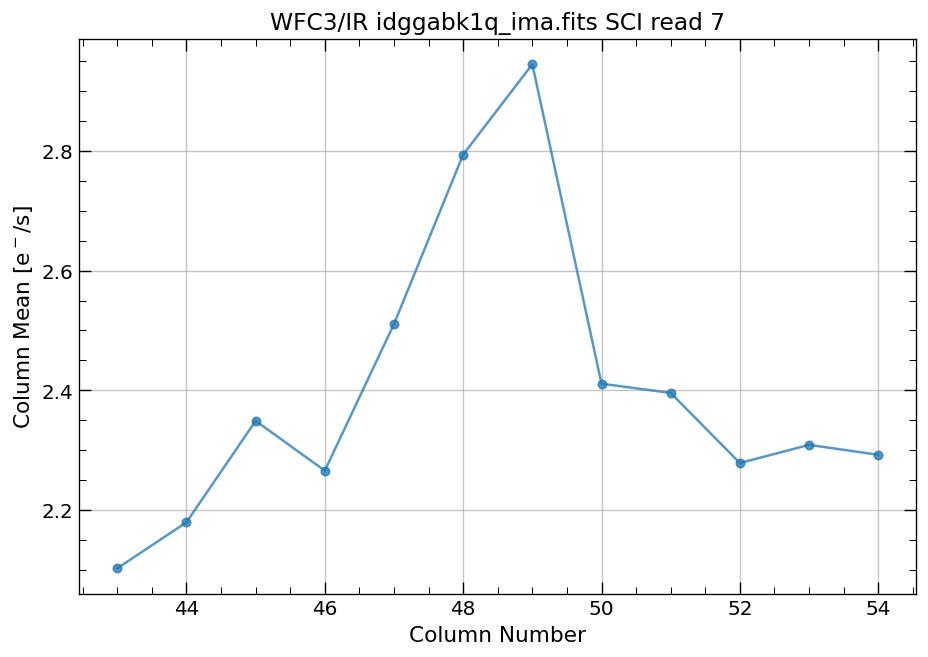 WFC3/IR idggabk1q_ima.fits SCI read 7
Column Mean [e⁻/s]
2.8
2.6
2.4
2.2
44 46 48 50 52 54
Column Number